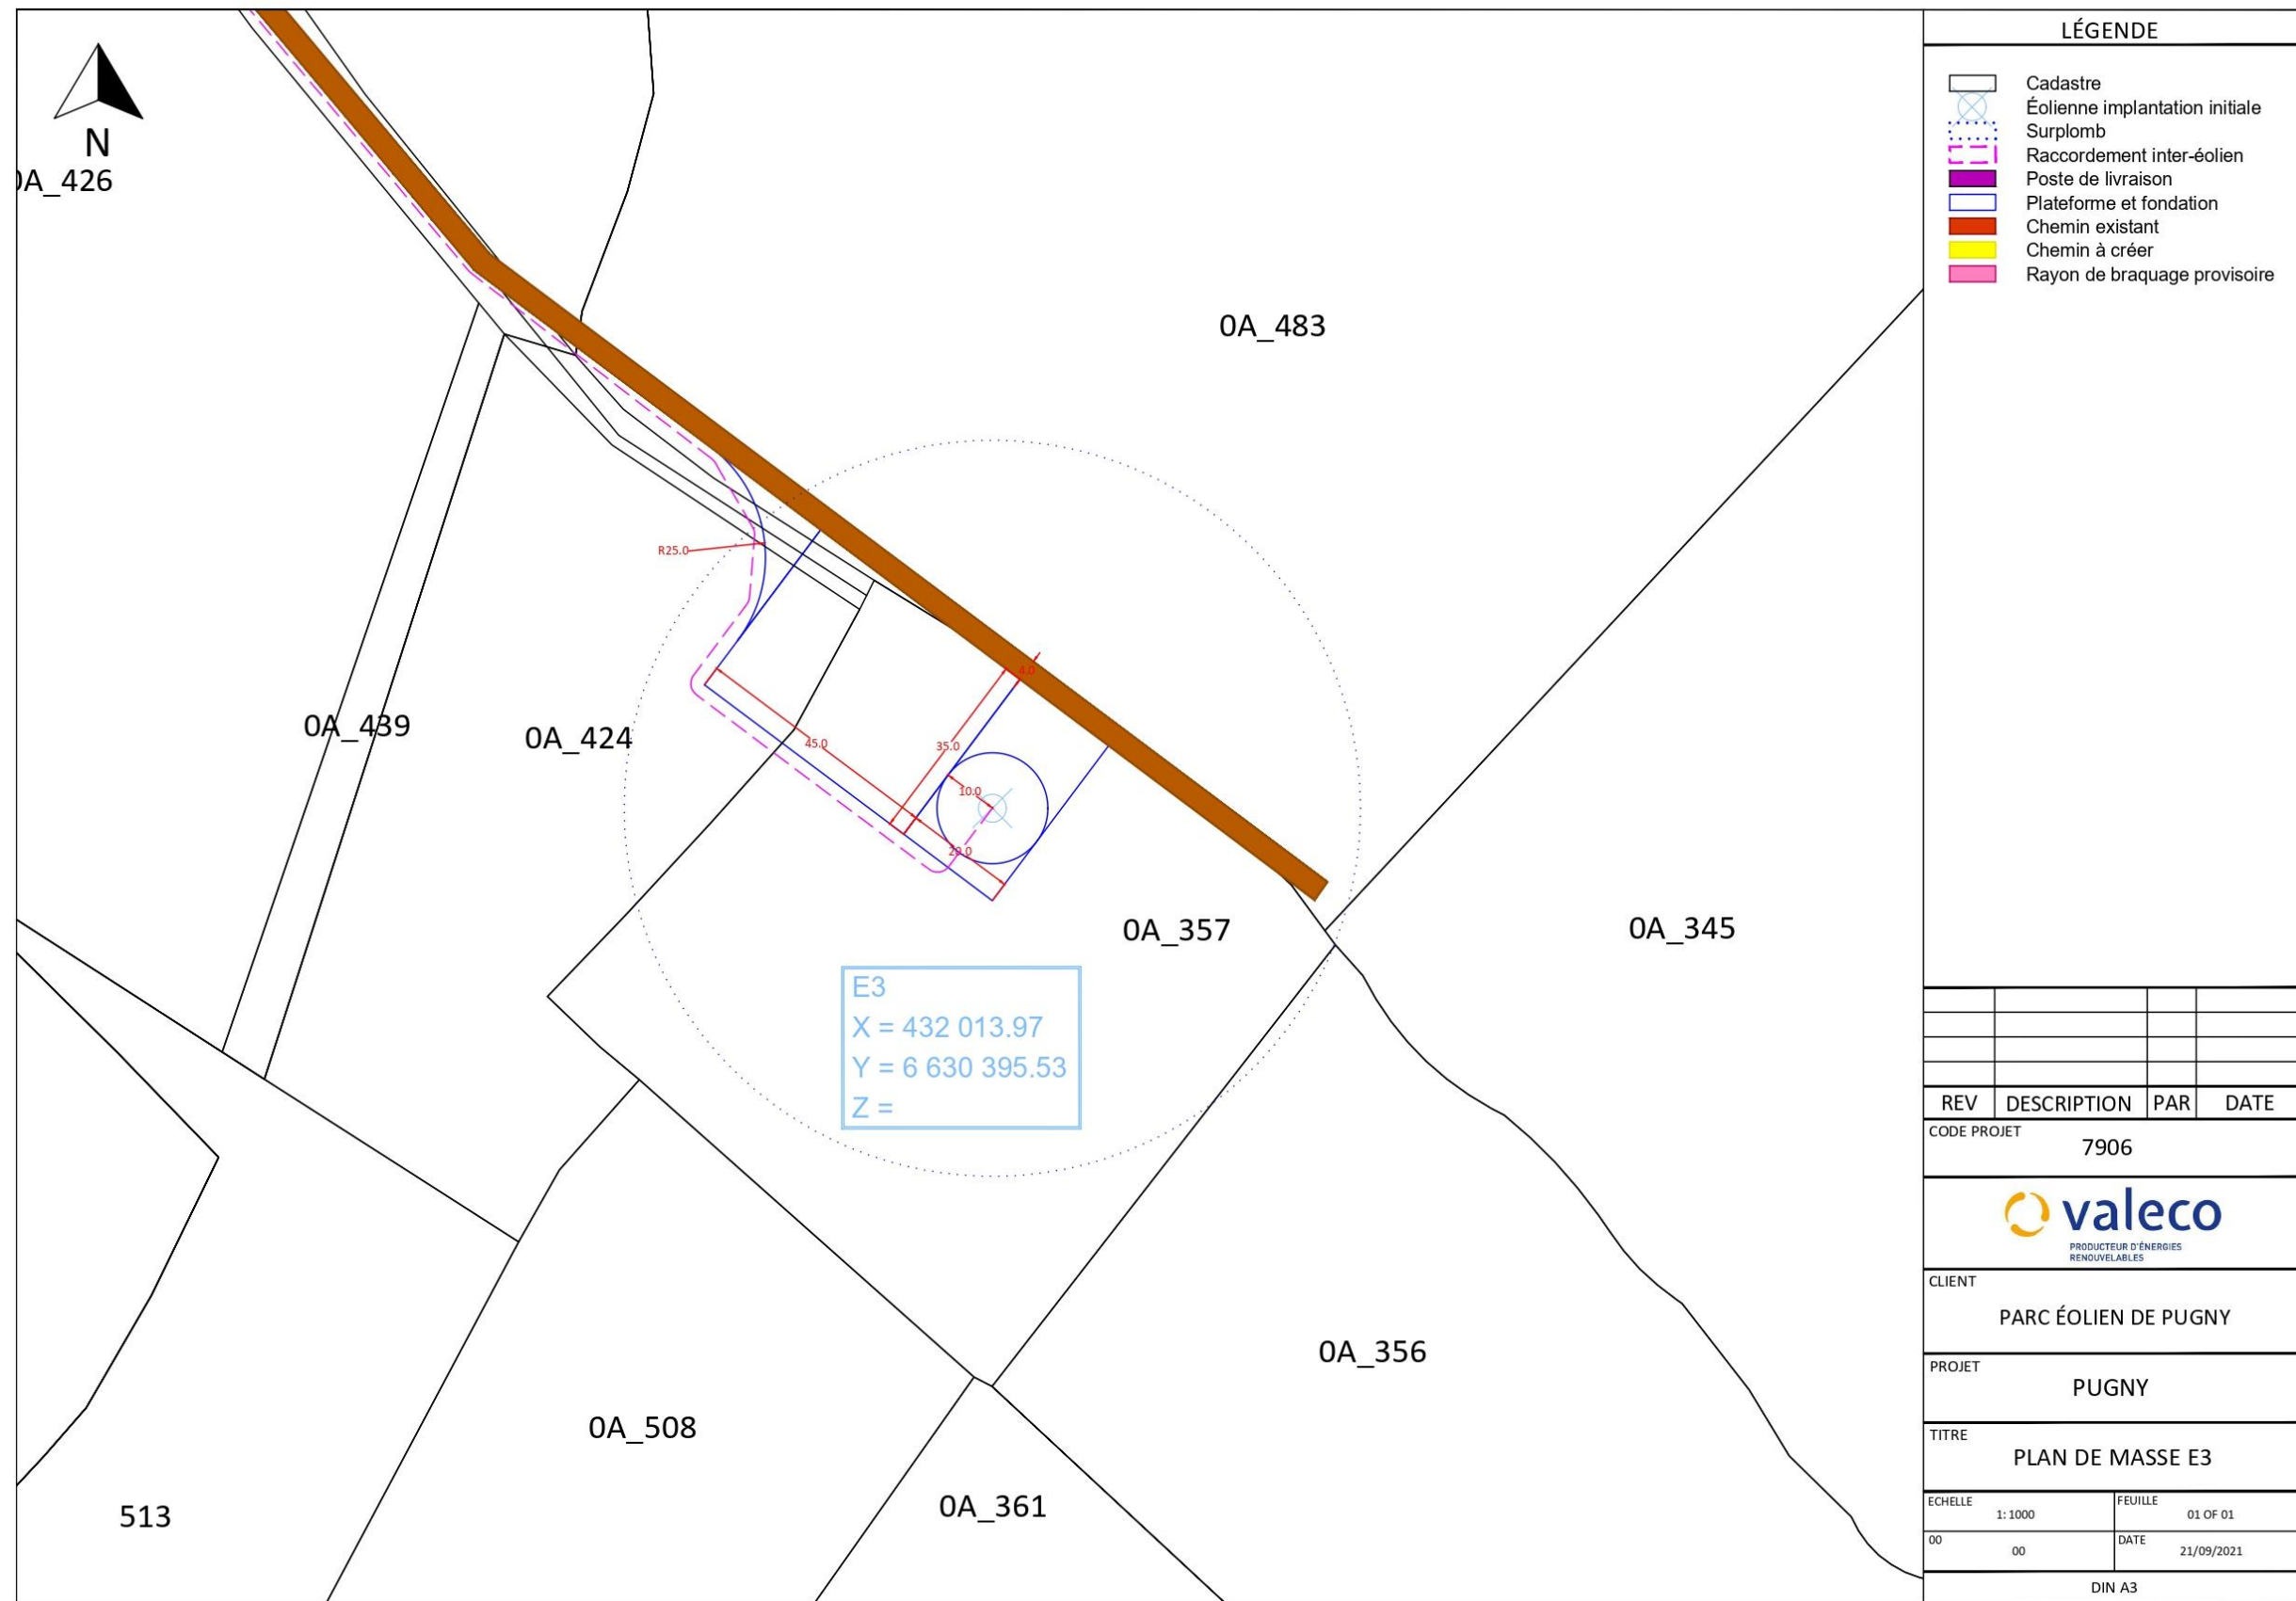 N
0A_426
0A_483
R25.0
4.0
0A_439
0A_424
45.0
35.0
10.0
20.0
0A_357
0A_345
E3
X = 432 013.97
Y = 6 630 395.53
Z =
0A_356
0A_508
0A_361
513
LÉGENDE
Cadastre
Éolienne implantation initiale
Surplomb
Raccordement inter-éolien
Poste de livraison
Plateforme et fondation
Chemin existant
Chemin à créer
Rayon de braquage provisoire
REV DESCRIPTION PAR DATE
CODE PROJET
7906
valeco
PRODUCTEUR D'ÉNERGIES
RENOUVELABLES
CLIENT
PARC ÉOLIEN DE PUGNY
PROJET
PUGNY
TITRE
PLAN DE MASSE E3
ECHELLE
1: 1000
FEUILLE
01 OF 01
00
00
DATE
21/09/2021
DIN A3